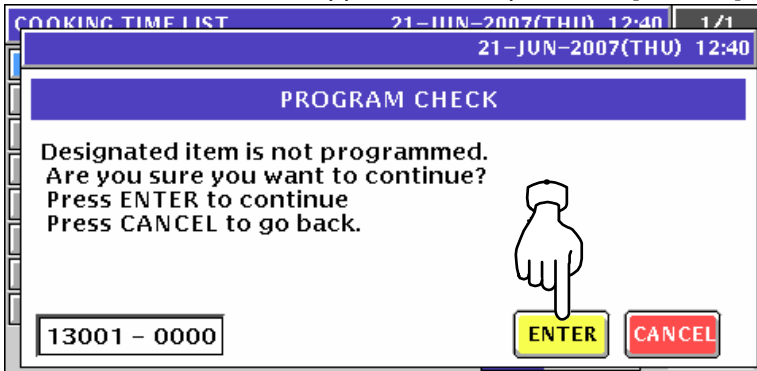 COOKING TIME LIST 21-JUN-2007(THU) 12:40 1/1
21-JUN-2007(THU) 12:40
PROGRAM CHECK
Designated item is not programmed.
Are you sure you want to continue?
Press ENTER to continue
Press CANCEL to go back.
13001 - 0000
ENTER CANCEL